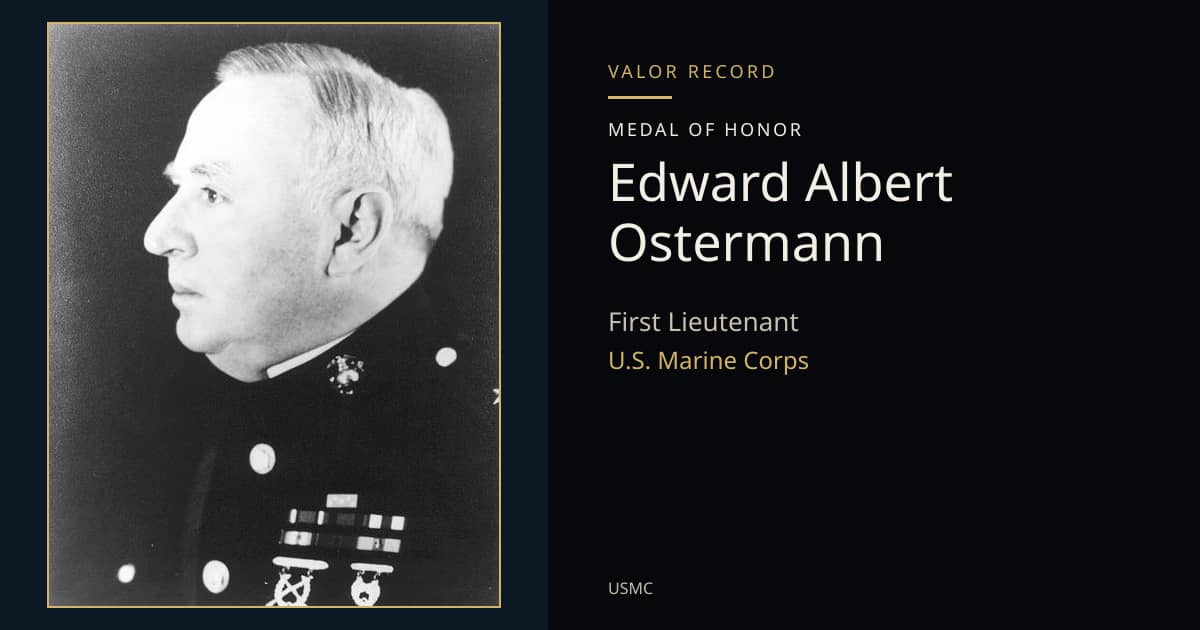 VALOR RECORD
MEDAL OF HONOR
Edward Albert
Ostermann
First Lieutenant
U.S. Marine Corps
USMC